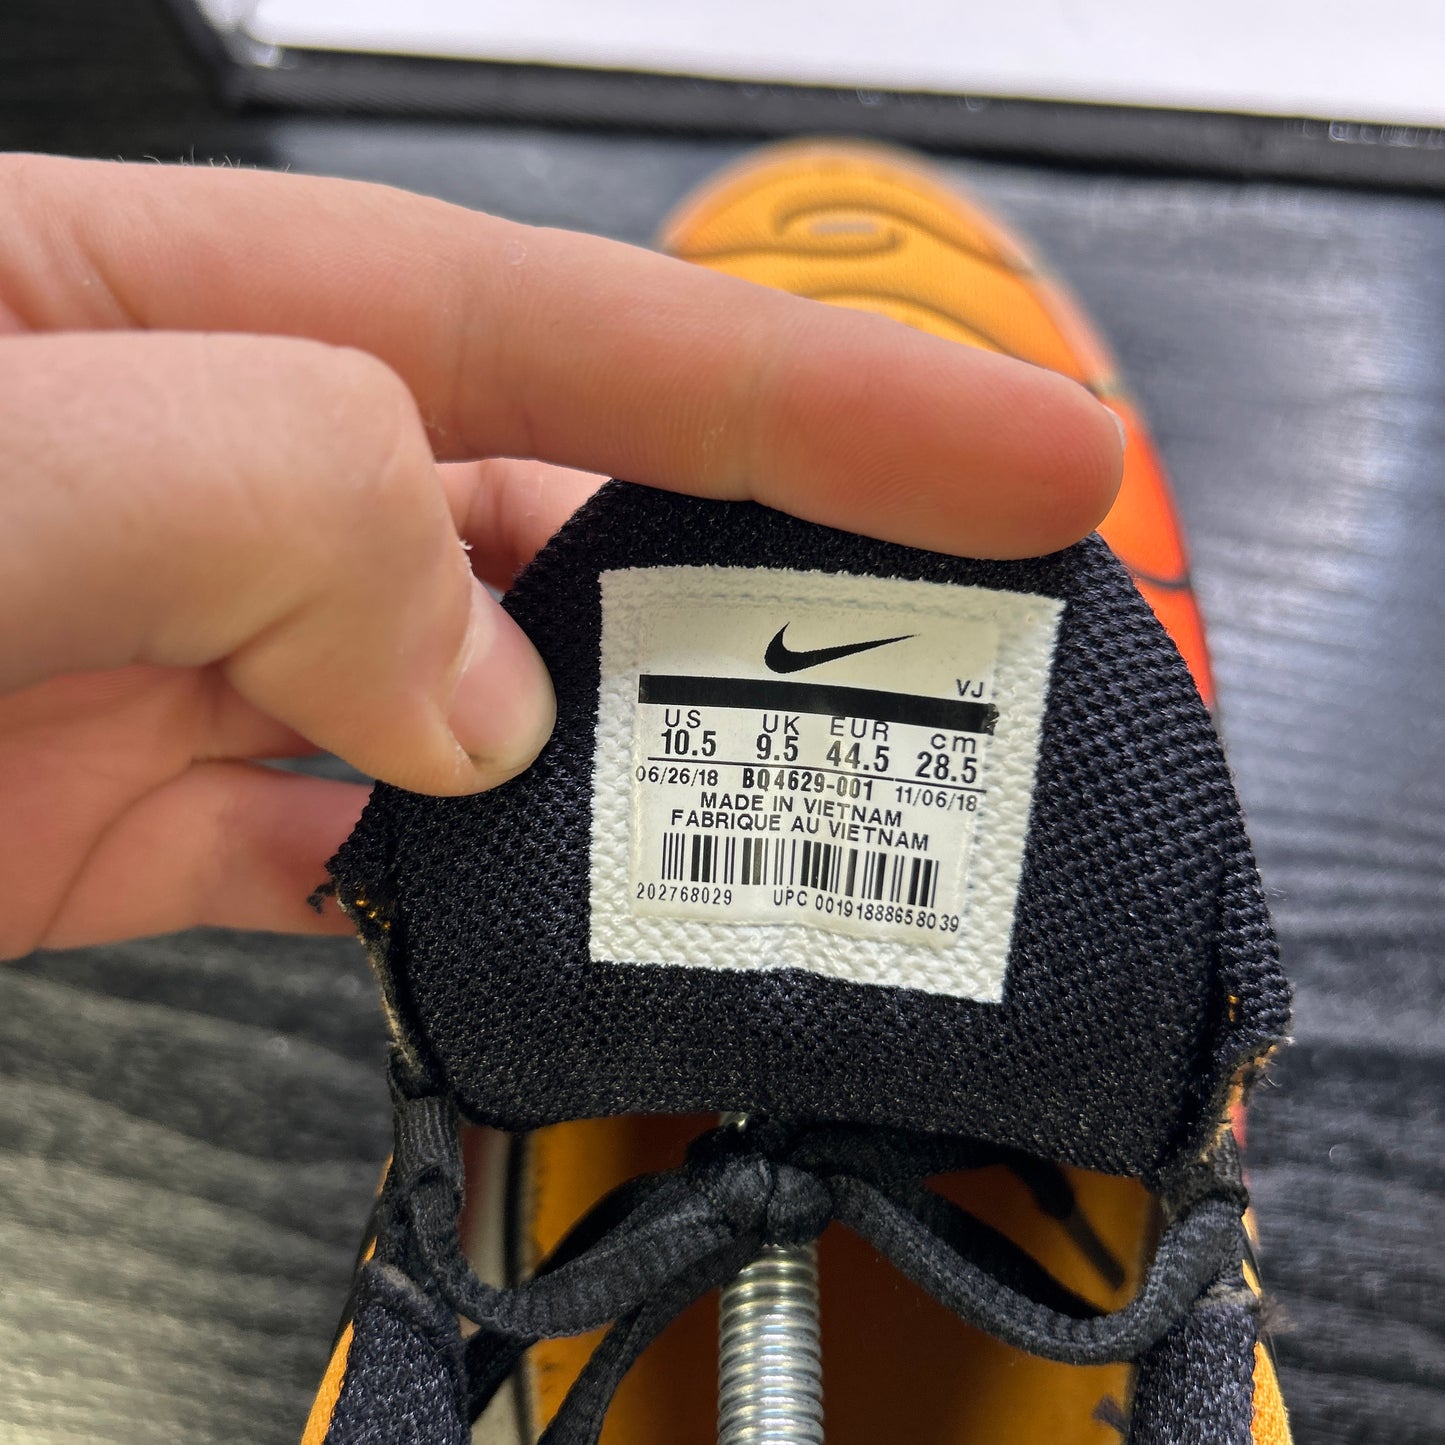 VJ
US UK EUR cm
10.5 9.5 44.5 28.5
06/26/18 BQ4629-001 11/06/18
MADE IN VIETNAM
FABRIQUE AU VIETNAM
202768029 UPC 00191888658039